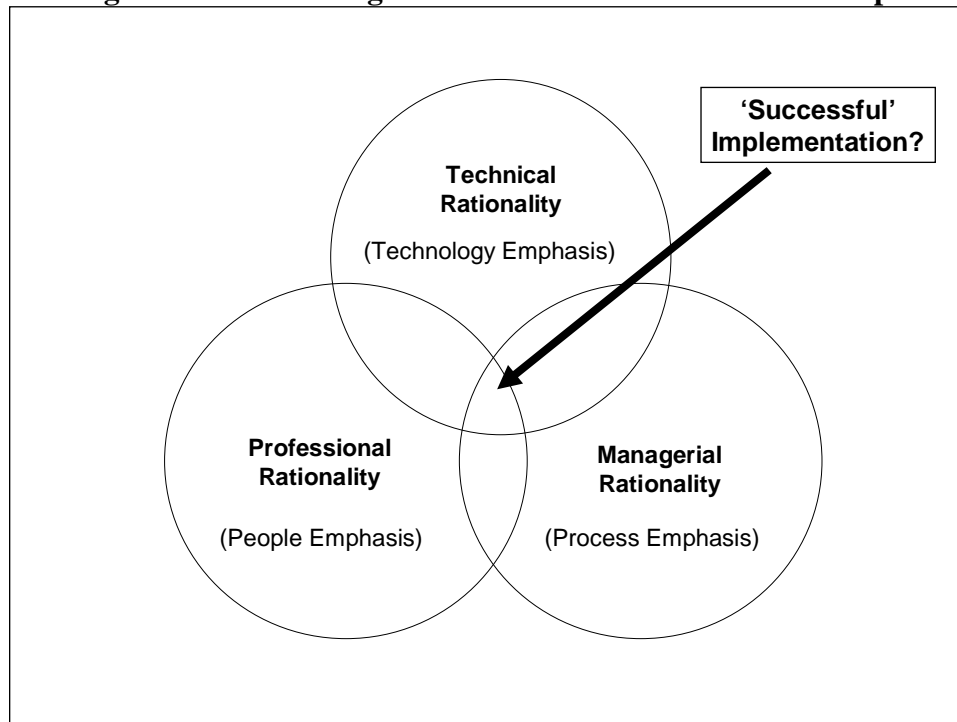 ‘Successful’
Implementation?
Technical
Rationality
(Technology Emphasis)
Professional
Rationality
(People Emphasis)
Managerial
Rationality
(Process Emphasis)